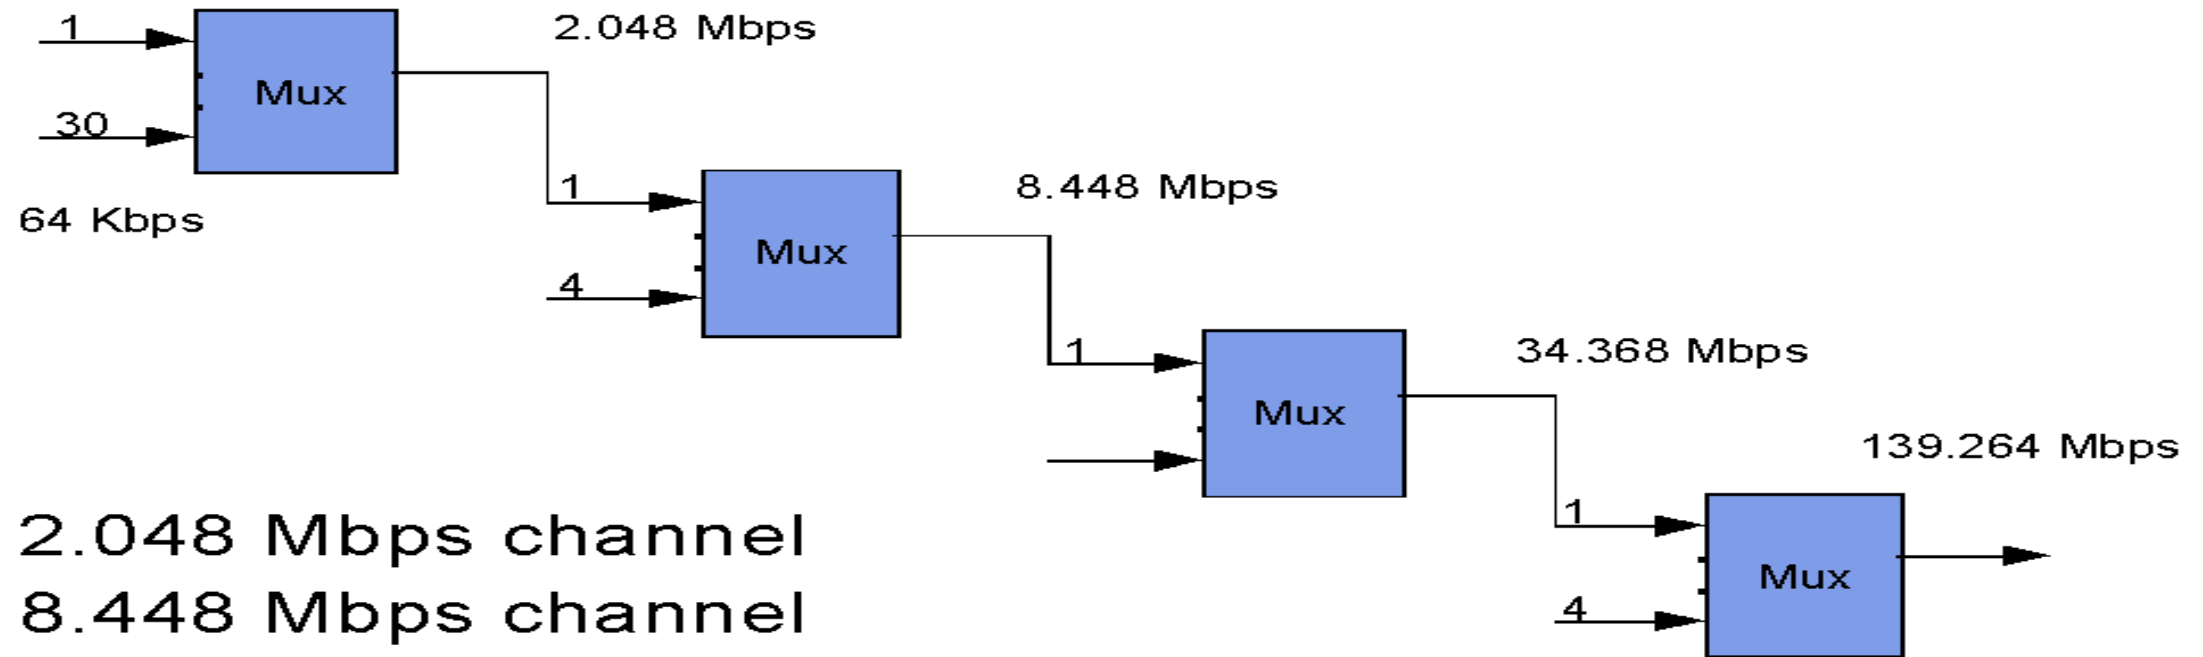 1
2.048 Mbps
Mux
30
1
8.448 Mbps
64 Kbps
Mux
4
1
34.368 Mbps
Mux
139.264 Mbps
1
2.048 Mbps channel
Mux
8.448 Mbps channel
4